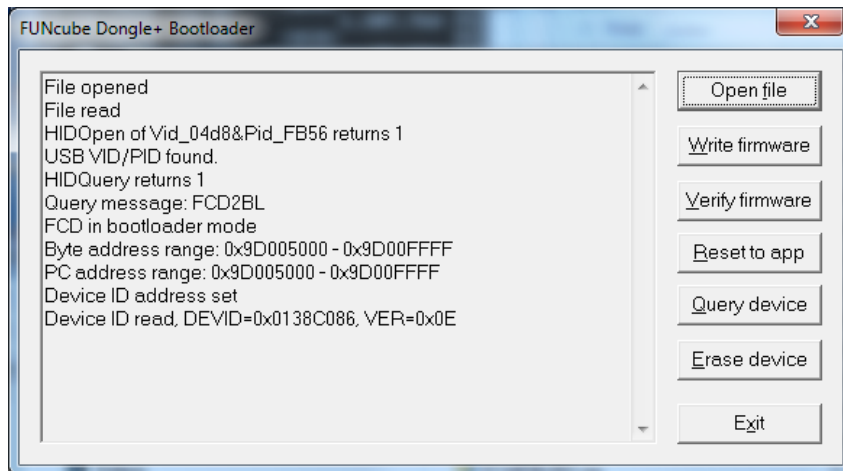 FUNcube Dongle+ Bootloader
File opened
File read
HIDOpen of Vid_04d8&Pid_FB56 returns 1
USB VID/PID found.
HIDQuery returns 1
Query message: FCD2BL
FCD in bootloader mode
Byte address range: 0x9D005000 - 0x9D00FFFF
PC address range: 0x9D005000 - 0x9D00FFFF
Device ID address set
Device ID read, DEVID=0x0138C086, VER=0x0E
Open file
Write firmware
Verify firmware
Reset to app
Query device
Erase device
Exit